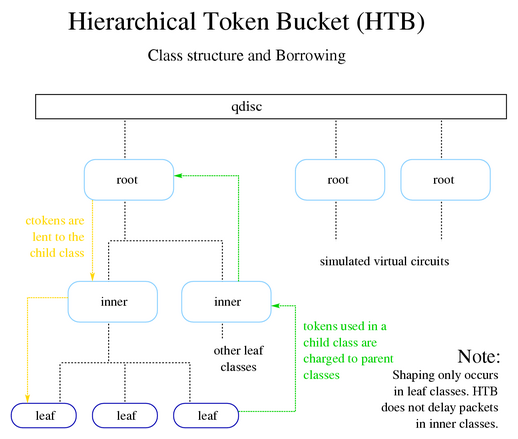 Hierarchical Token Bucket (HTB)
Class structure and Borrowing
qdisc
root
root
root
ctokens are
lent to the
child class
simulated virtual circuits
inner
inner
other leaf
classes
tokens used in a
child class are
charged to parent
classes
Note:
Shaping only occurs
in leaf classes. HTB
does not delay packets
in inner classes.
leaf
leaf
leaf